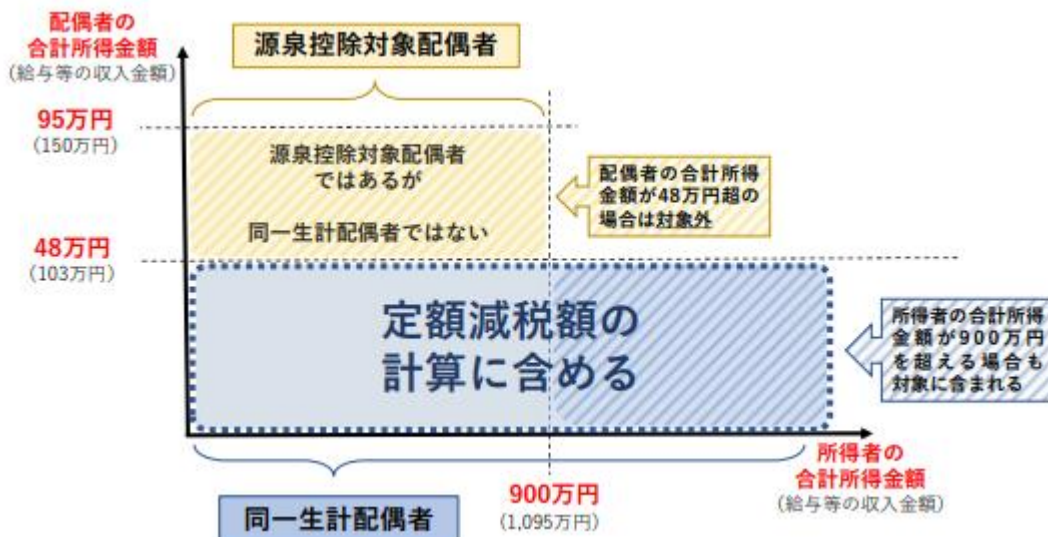 配偶者の
合計所得金額
(給与等の収入金額)
源泉控除対象配偶者
95万円
(150万円)
源泉控除対象配偶者
ではあるが
同一生計配偶者ではない
配偶者の合計所得
金額が48万円超の
場合は対象外
48万円
(103万円)
定額減税額の
計算に含める
所得者の合計所得
金額が900万円
を超える場合も
対象に含まれる
所得者の
合計所得金額
(給与等の収入金額)
900万円
(1,095万円)
同一生計配偶者